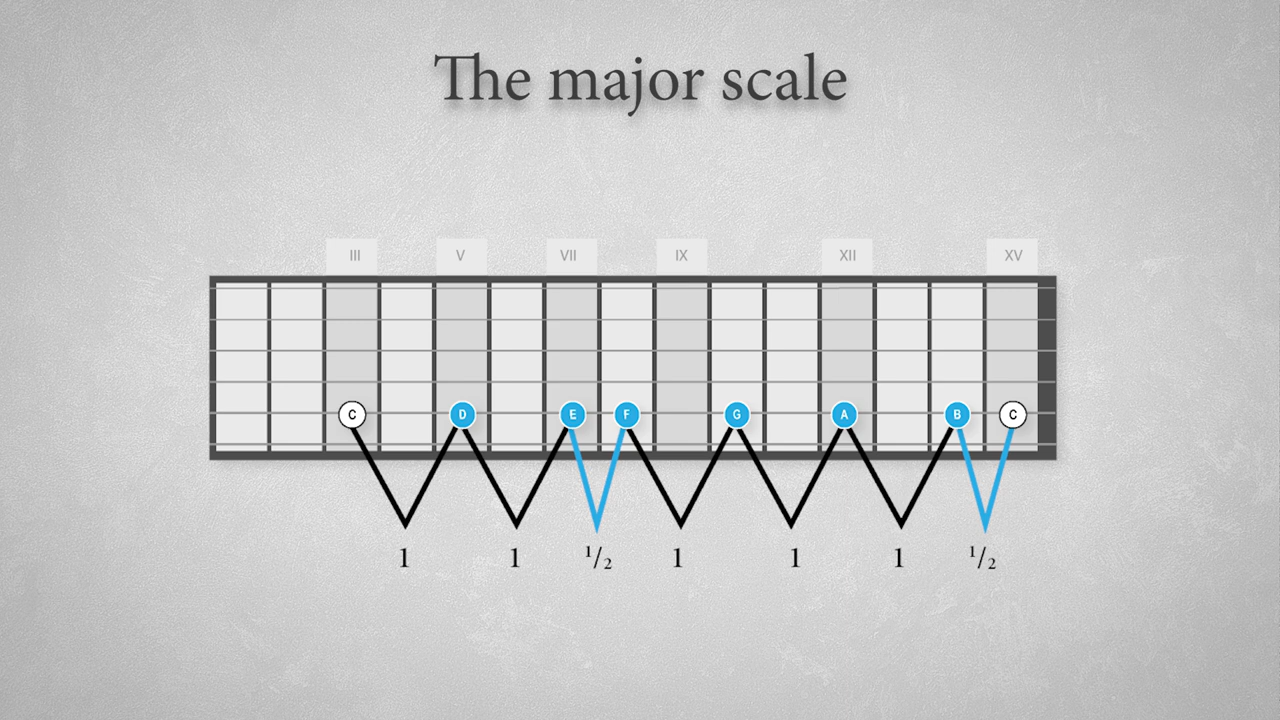 The major scale
III V VII IX XII XV
C D E F G A B C
1 1 1/2 1 1 1 1/2